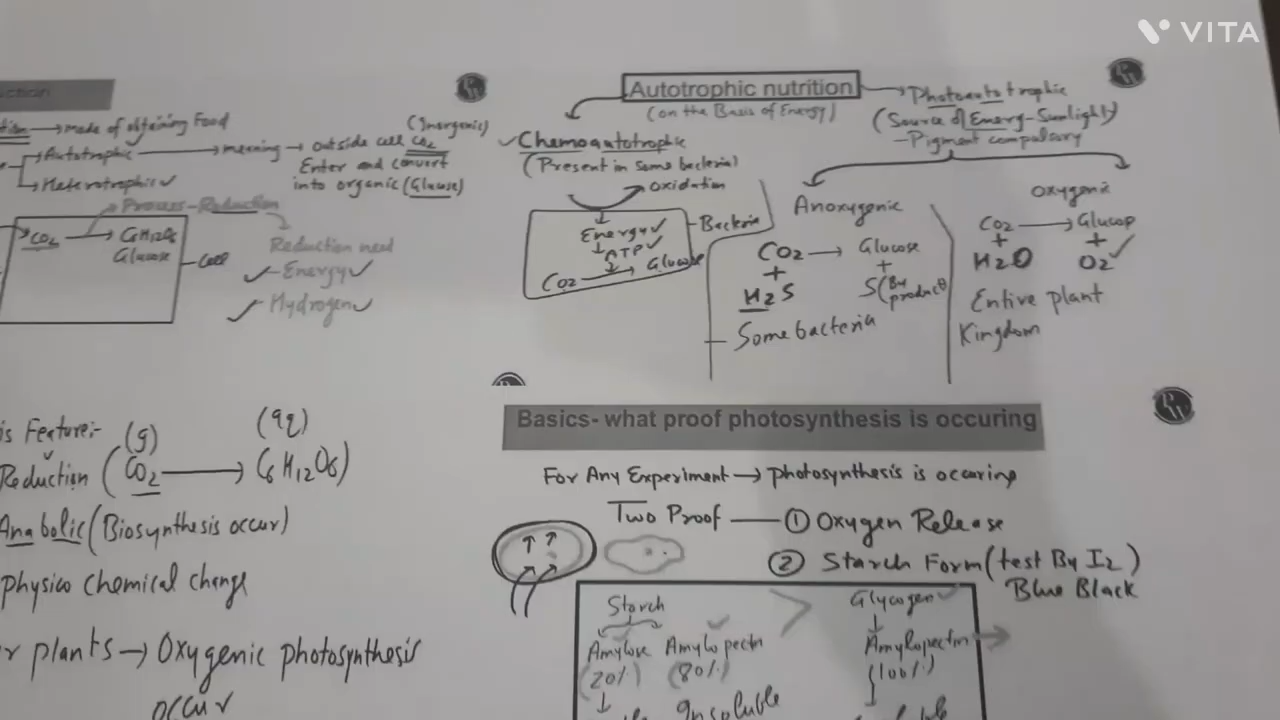 VITA
uction
mode of obtaining Food
Autotrophic → meaning → outside cell CO2 (Inorganic)
Enter and convert
into organic (Glucose)
Heterotrophic
Process-Reduction
CO2 → C6H12O6
Glucose
Cell
Reduction need
Energy
Hydrogen
Autotrophic nutrition
(on the Basis of Energy)
Chemoautotrophic
(Present in some bacteria)
oxidation
Energy
ATP
CO2 → Glucose
Bacteria
Photoautotrophic
(Source of Energy-Sunlight)
-Pigment compulsory
Anoxygenic
CO2 → Glucose
+ +
H2S S(By product)
Some bacteria
Oxygenic
CO2 →
+ +
H2O O2
Entire plant
Kingdom
is Feature:-
(g) (aq)
Reduction (CO2 → C6H12O6)
Anabolic (Biosynthesis occur)
Physico chemical change
r plants → Oxygenic photosynthesis
occur
Basics- what proof photosynthesis is occuring
For Any Experiment → photosynthesis is occuring
Two Proof — ① Oxygen Release
② Starch Form (test By I2)
Blue Black
Starch > Glycogen
Amylose Amylopectin Amylopectin
(20%) (80%) (100%)
Insoluble